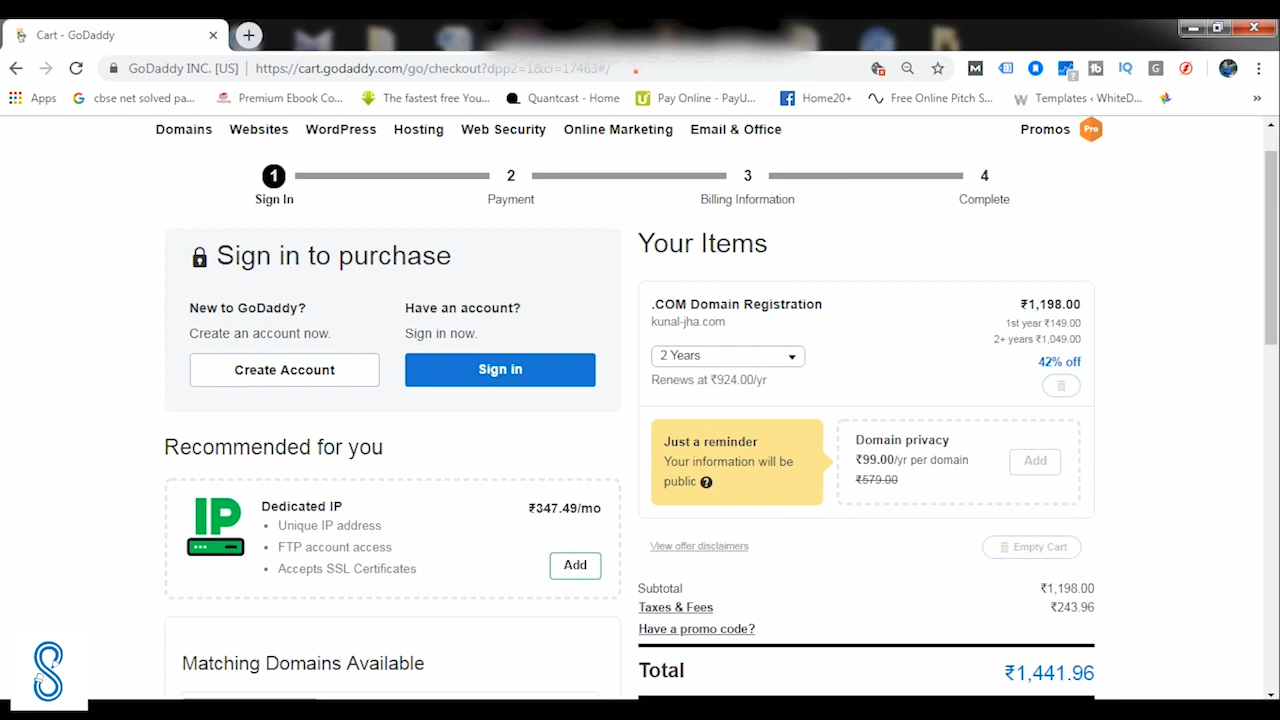 Cart - GoDaddy
GoDaddy INC. [US] | https://cart.godaddy.com/go/checkout?dpp2=1&ci=17463#/
Apps
cbse net solved pa...
Premium Ebook Co...
The fastest free You...
Quantcast - Home
Pay Online - PayU...
Home20+
Free Online Pitch S...
Templates ‹ WhiteD...
Domains Websites WordPress Hosting Web Security Online Marketing Email & Office Promos Pro
1 2 3 4
Sign In Payment Billing Information Complete
Sign in to purchase
New to GoDaddy?
Create an account now.
Create Account
Have an account?
Sign in now.
Sign in
Recommended for you
IP
Dedicated IP
₹347.49/mo
• Unique IP address
• FTP account access
• Accepts SSL Certificates
Add
Matching Domains Available
Your Items
.COM Domain Registration ₹1,198.00
kunal-jha.com 1st year ₹149.00
2+ years ₹1,049.00
2 Years
42% off
Renews at ₹924.00/yr
Just a reminder
Your information will be
public ?
Domain privacy
₹99.00/yr per domain
₹579.00
Add
View offer disclaimers
Empty Cart
Subtotal ₹1,198.00
Taxes & Fees ₹243.96
Have a promo code?
Total ₹1,441.96